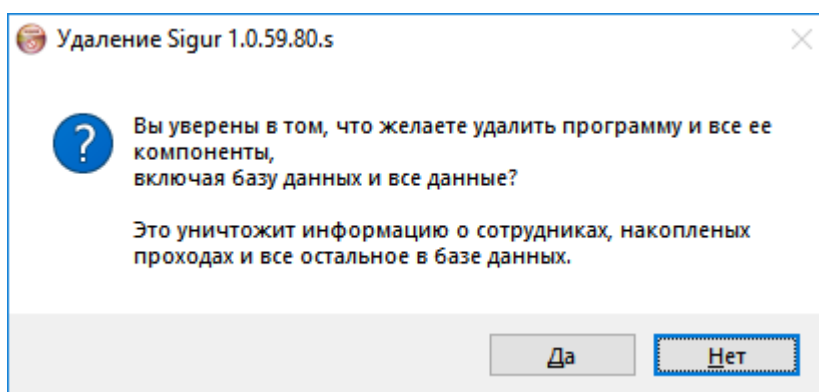 Удаление Sigur 1.0.59.80.s
Вы уверены в том, что желаете удалить программу и все ее
компоненты,
включая базу данных и все данные?
Это уничтожит информацию о сотрудниках, накопленых
проходах и все остальное в базе данных.
Да
Нет